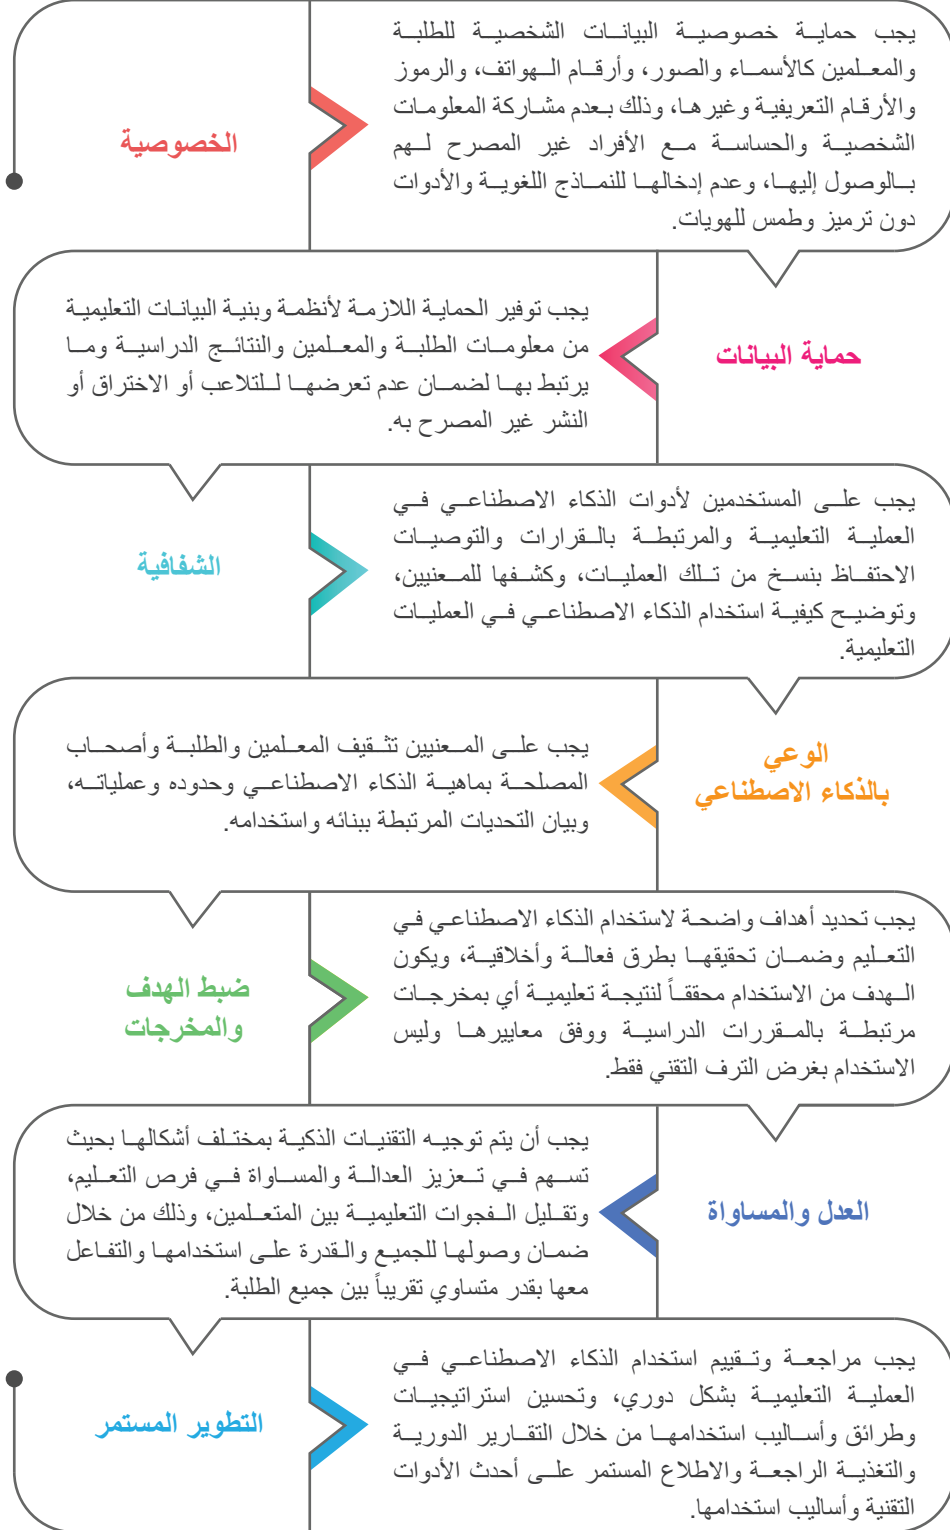 الخصوصية
يجب حماية خصوصية البيانات الشخصية للطلبة
والمعلمين كالأسماء والصور، وأرقام الهواتف، والرموز
والأرقام التعريفية وغيرها، وذلك بعدم مشاركة المعلومات
الشخصية والحساسة مع الأفراد غير المصرح لهم
بالوصول إليها، وعدم إدخالها للنماذج اللغوية والأدوات
دون ترميز وطمس للهويات.
حماية البيانات
يجب توفير الحماية اللازمة لأنظمة وبنية البيانات التعليمية
من معلومات الطلبة والمعلمين والنتائج الدراسية وما
يرتبط بها لضمان عدم تعرضها للتلاعب أو الاختراق أو
النشر غير المصرح به.
الشفافية
يجب على المستخدمين لأدوات الذكاء الاصطناعي في
العملية التعليمية والمرتبطة بالقرارات والتوصيات
الاحتفاظ بنسخ من تلك العمليات، وكشفها للمعنيين،
وتوضيح كيفية استخدام الذكاء الاصطناعي في العمليات
التعليمية.
الوعي
بالذكاء الاصطناعي
يجب على المعنيين تثقيف المعلمين والطلبة وأصحاب
المصلحة بماهية الذكاء الاصطناعي وحدوده وعملياته،
وبيان التحديات المرتبطة ببنائه واستخدامه.
ضبط الهدف
والمخرجات
يجب تحديد أهداف واضحة لاستخدام الذكاء الاصطناعي في
التعليم وضمان تحقيقها بطرق فعالة وأخلاقية، ويكون
الهدف من الاستخدام محققاً لنتيجة تعليمية أي بمخرجات
مرتبطة بالمقررات الدراسية ووفق معاييرها وليس
الاستخدام بغرض الترف التقني فقط.
العدل والمساواة
يجب أن يتم توجيه التقنيات الذكية بمختلف أشكالها بحيث
تسهم في تعزيز العدالة والمساواة في فرص التعليم،
وتقليل الفجوات التعليمية بين المتعلمين، وذلك من خلال
ضمان وصولها للجميع والقدرة على استخدامها والتفاعل
معها بقدر متساوي تقريباً بين جميع الطلبة.
التطوير المستمر
يجب مراجعة وتقييم استخدام الذكاء الاصطناعي في
العملية التعليمية بشكل دوري، وتحسين استراتيجيات
وطرائق وأساليب استخدامها من خلال التقارير الدورية
والتغذية الراجعة والاطلاع المستمر على أحدث الأدوات
التقنية وأساليب استخدامها.